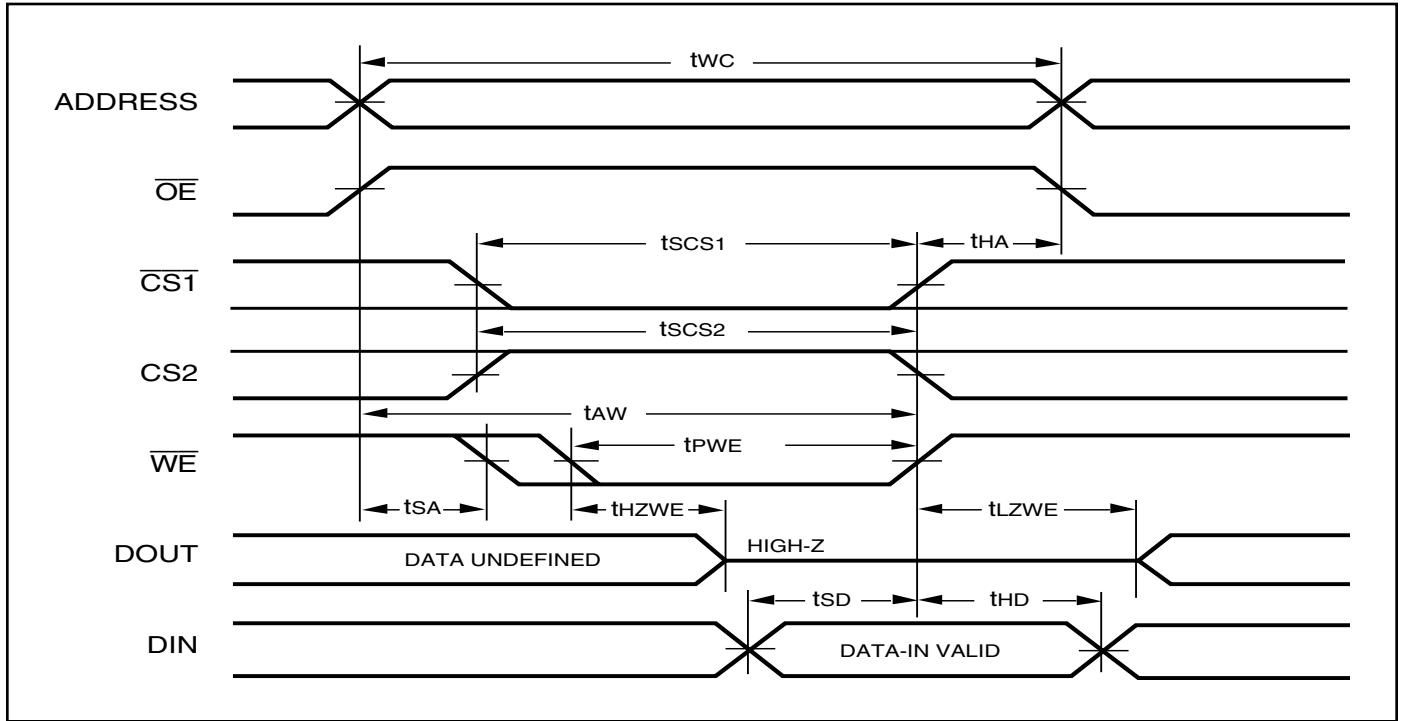 tWC
ADDRESS
OE
tSCS1
tHA
CS1
tSCS2
CS2
tAW
tPWE
WE
tSA
tHZWE
tLZWE
DOUT
DATA UNDEFINED
HIGH-Z
tSD
tHD
DIN
DATA-IN VALID